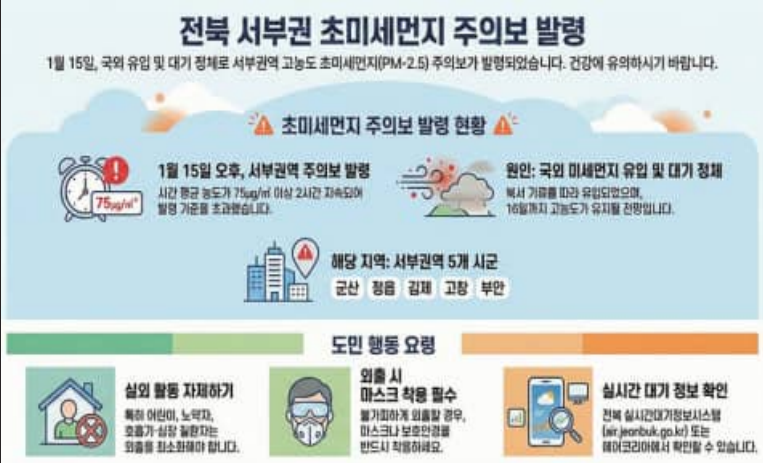 전북 서부권 초미세먼지 주의보 발령
1월 15일, 국외 유입 및 대기 정체로 서부권역 고농도 초미세먼지(PM-2.5) 주의보가 발령되었습니다. 건강에 유의하시기 바랍니다.
초미세먼지 주의보 발령 현황
1월 15일 오후, 서부권역 주의보 발령
시간 평균 농도가 75μg/㎥ 이상 2시간 지속되어
발령 기준을 초과했습니다.
75μg/㎥
원인: 국외 미세먼지 유입 및 대기 정체
북서 기류를 따라 유입되었으며,
16일까지 고농도가 유지될 전망입니다.
해당 지역: 서부권역 5개 시군
군산 정읍 김제 고창 부안
도민 행동 요령
실외 활동 자제하기
특히 어린이, 노약자,
호흡기·심장 질환자는
외출을 최소화해야 합니다.
외출 시
마스크 착용 필수
불가피하게 외출할 경우,
마스크나 보호안경을
반드시 착용하세요.
실시간 대기 정보 확인
전북 실시간대기정보시스템
(air.jeonbuk.go.kr) 또는
에어코리아에서 확인할 수 있습니다.